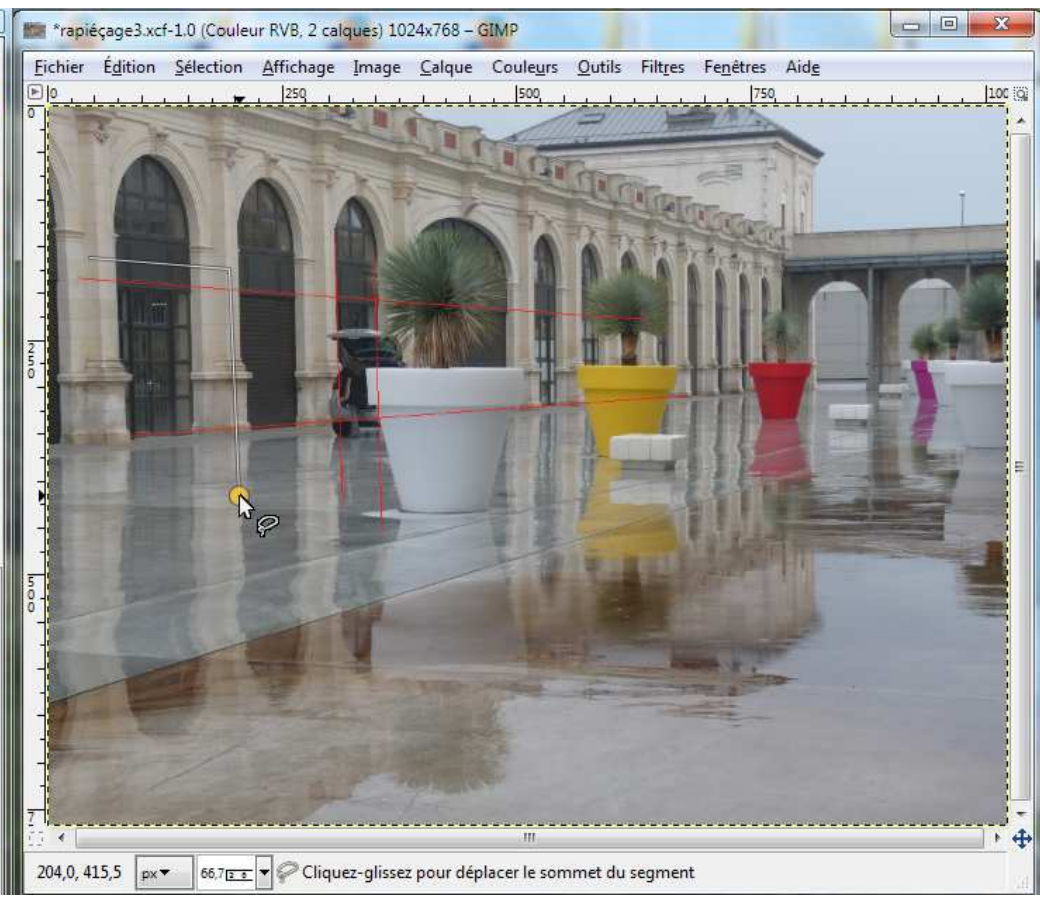 *rapiéçage3.xcf-1.0 (Couleur RVB, 2 calques) 1024x768 – GIMP
Fichier Édition Sélection Affichage Image Calque Couleurs Outils Filtres Fenêtres Aide
0 250 500 750 100
0
250
500
7
204,0, 415,5 px 66,7 Cliquez-glissez pour déplacer le sommet du segment